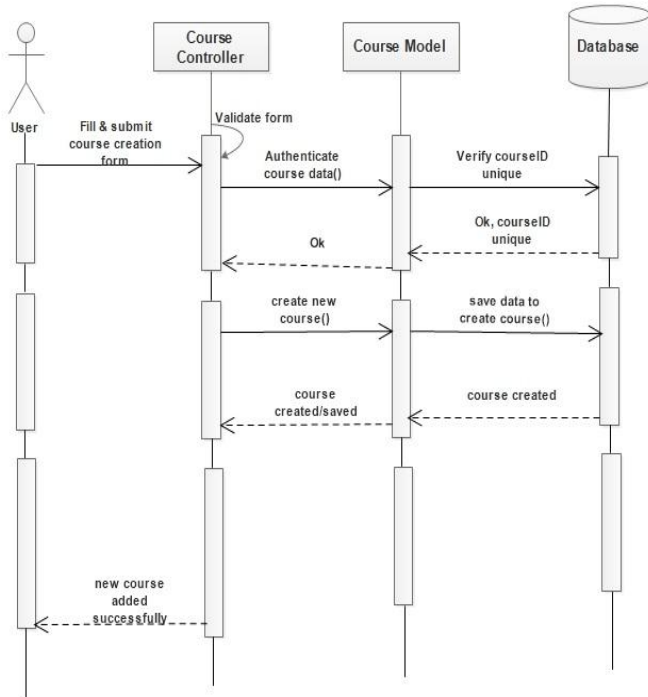 Course
Controller
Course Model
Database
User
Validate form
Fill & submit
course creation
form
Authenticate
course data()
Verify courseID
unique
Ok, courseID
unique
Ok
create new
course()
save data to
create course()
course
created/saved
course created
new course
added
successfully